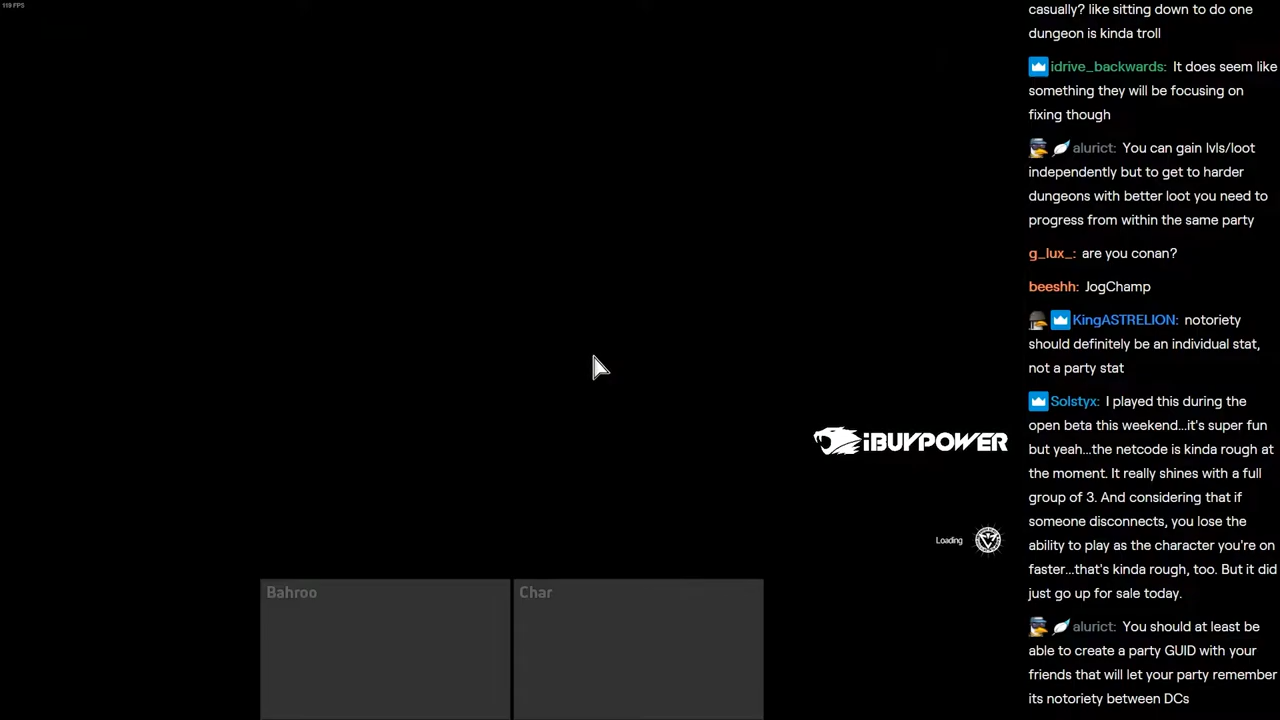 119 FPS
casually? like sitting down to do one
dungeon is kinda troll
idrive_backwards: It does seem like
something they will be focusing on
fixing though
alurict: You can gain lvls/loot
independently but to get to harder
dungeons with better loot you need to
progress from within the same party
g_lux_: are you conan?
beeshh: JogChamp
KingASTRELION: notoriety
should definitely be an individual stat,
not a party stat
Solstyx: I played this during the
open beta this weekend...it's super fun
but yeah...the netcode is kinda rough at
the moment. It really shines with a full
group of 3. And considering that if
someone disconnects, you lose the
ability to play as the character you're on
faster...that's kinda rough, too. But it did
just go up for sale today.
alurict: You should at least be
able to create a party GUID with your
friends that will let your party remember
its notoriety between DCs
iBUYPOWER
Loading
Bahroo
Char